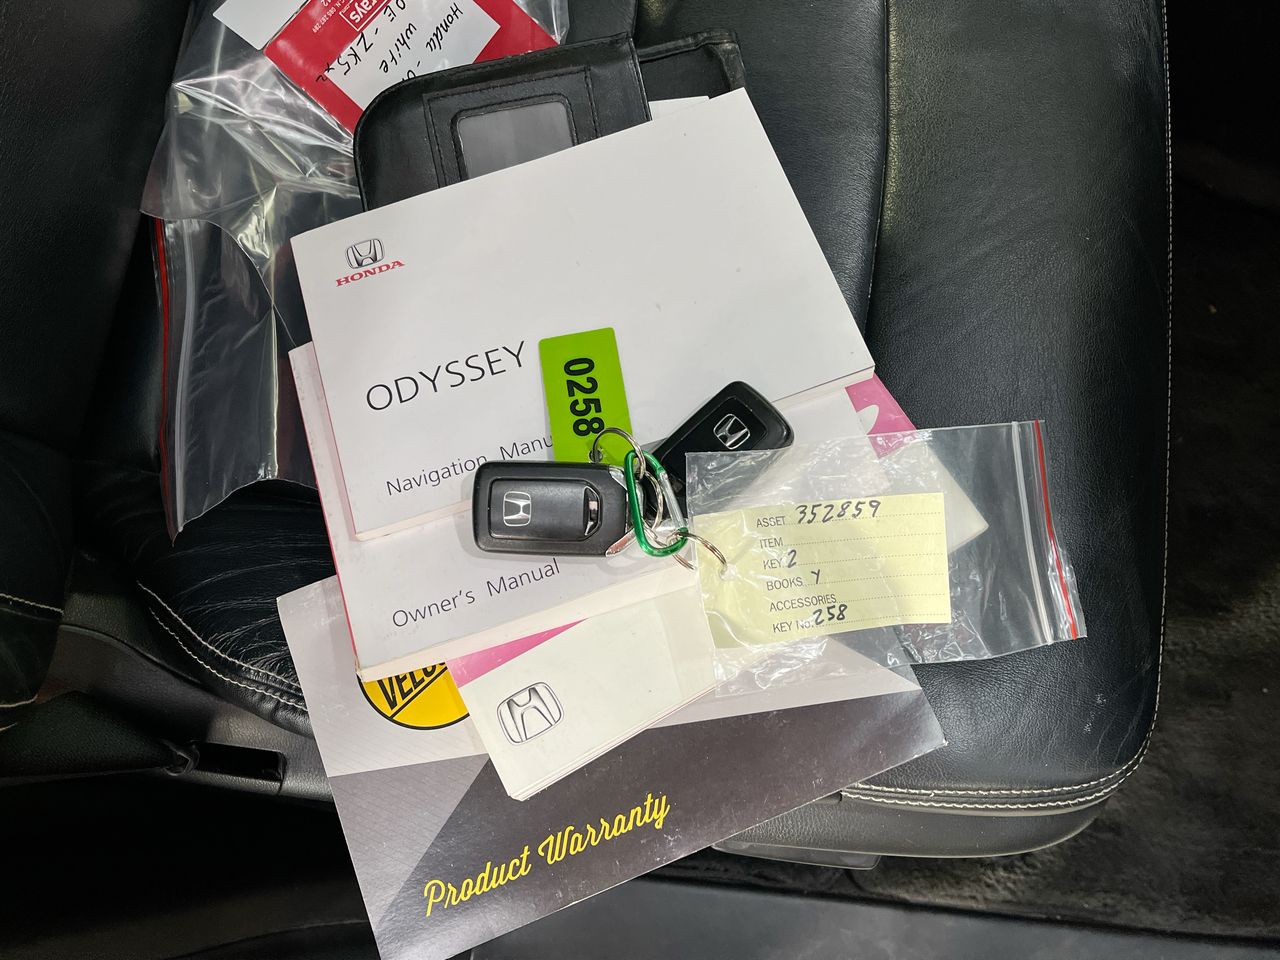 Honda
white
HONDA
ODYSSEY
Navigation Manu
0258
Owner's Manual
ASSET 352859
ITEM
KEY 2
BOOKS Y
ACCESSORIES
KEY No. 258
Product Warranty